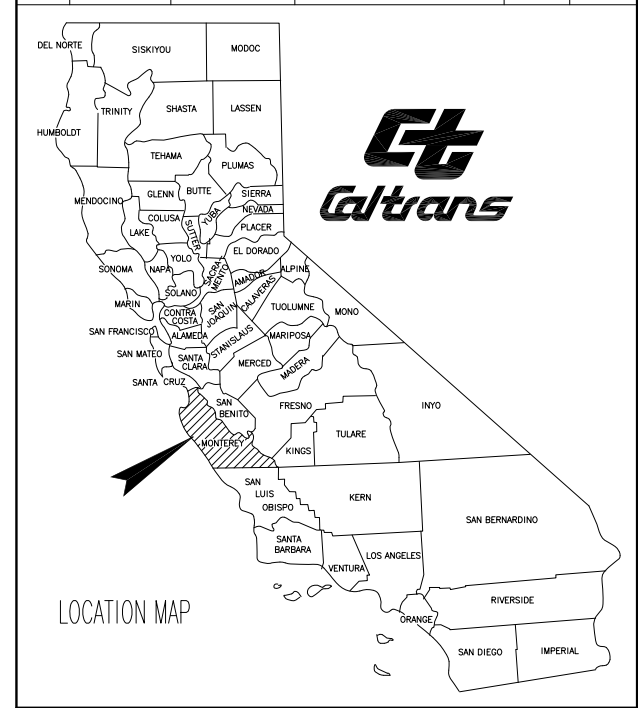 DEL NORTE
SISKIYOU
MODOC
HUMBOLDT
TRINITY
SHASTA
LASSEN
TEHAMA
PLUMAS
MENDOCINO
GLENN
BUTTE
SIERRA
COLUSA
YUBA
NEVADA
LAKE
SUTTER
PLACER
SONOMA
NAPA
YOLO
SACRA-
MENTO
EL DORADO
ALPINE
AMADOR
SOLANO
MARIN
CONTRA
COSTA
SAN
JOAQUIN
CALAVERAS
TUOLUMNE
MONO
SAN FRANCISCO
ALAMEDA
STANISLAUS
MARIPOSA
SAN MATEO
SANTA
CLARA
MERCED
MADERA
SANTA CRUZ
SAN
BENITO
FRESNO
INYO
MONTEREY
KINGS
TULARE
SAN
LUIS
OBISPO
KERN
SAN BERNARDINO
SANTA
BARBARA
VENTURA
LOS ANGELES
ORANGE
RIVERSIDE
SAN DIEGO
IMPERIAL
Ct
Caltrans
LOCATION MAP